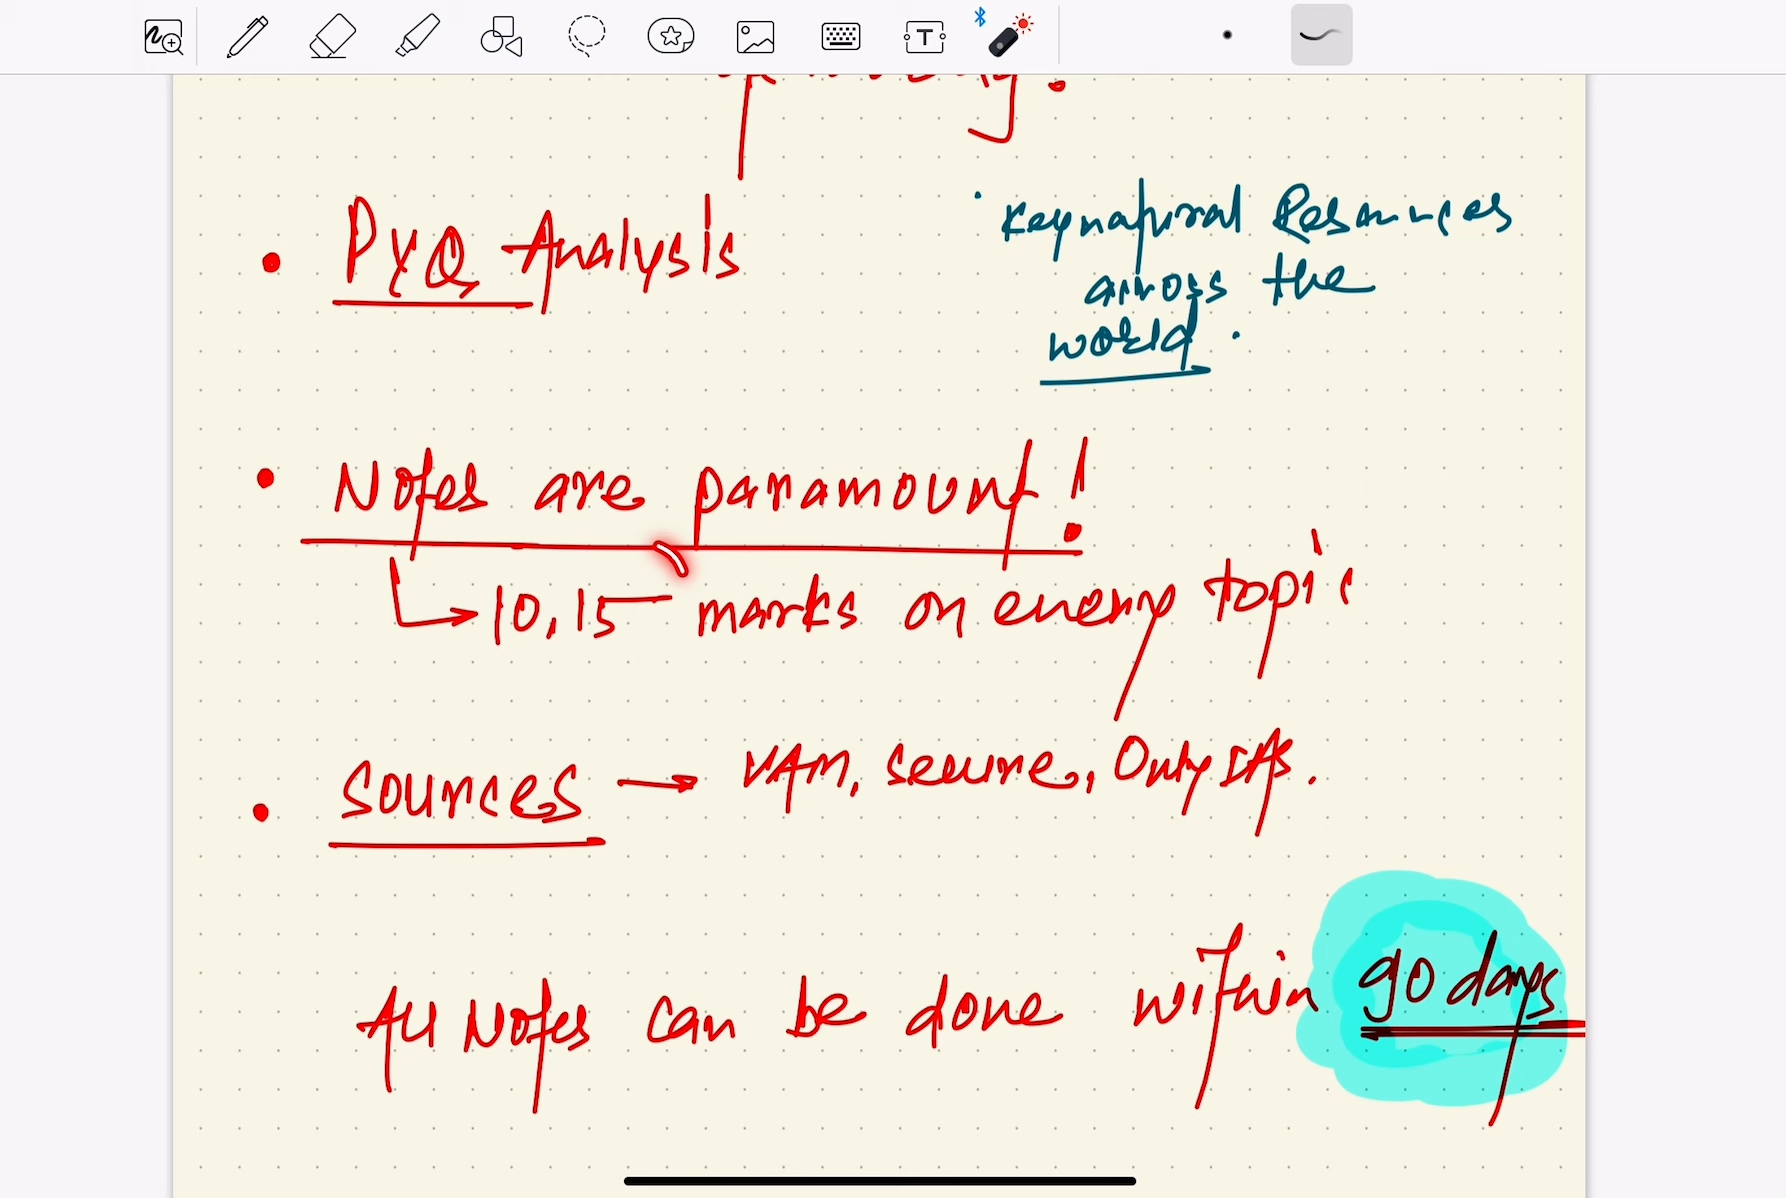 • PYQ Analysis
• Key natural Resources
across the
world.
• Notes are paramount!
↳ 10, 15 marks on every topic
• Sources → VAM, Secure, Only IAS.
All Notes can be done within 90 days